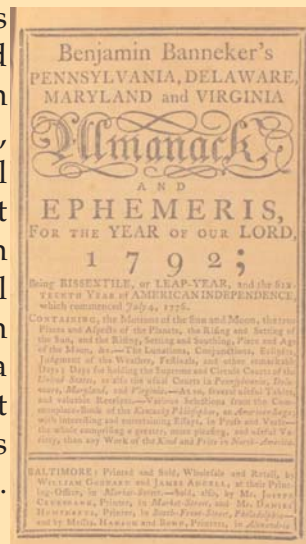 s
d
n
,
l
t
n
l
n
a
t
s
.
Benjamin Banneker's
PENNSYLVANIA, DELAWARE,
MARYLAND and VIRGINIA
Almanack
AND
EPHEMERIS,
FOR THE YEAR OF OUR LORD,
1792;
Being BISSEXTILE, or LEAP-YEAR, and the SIX-
TEENTH YEAR of AMERICAN INDEPENDENCE,
which commenced July 4, 1776.
CONTAINING, the Motions of the Sun and Moon, the true
Places and Aspects of the Planets, the Rising and Setting of
the Sun, and the Rising, Setting and Southing, Place and Age
of the Moon, &c.—The Lunations, Conjunctions, Eclipses,
Judgment of the Weather, Festivals, and other remarkable
Days; Days for holding the Supreme and Circuit Courts of the
United States, as also the usual Courts in Pennsylvania, Dela-
ware, Maryland, and Virginia.—Also, several useful Tables
and valuable Receipts.—Various Selections from the Com-
monplace-Book of the Kentucky Philosopher, an American Sage;
with interesting and entertaining Essays, in Prose and Verse—
the whole comprising a greater, more pleasing, and useful Va-
riety, than any Work of the Kind and Price in North-America.
BALTIMORE: Printed and Sold, Wholesale and Retail, by
WILLIAM GODDARD and JAMES ANGELL, at their Print-
ing-Office, in Market-Street.—Sold, also, by Mr. JOSEPH
CRUKSHANK, Printer, in Market-Street, and Mr. DANIEL
HUMPHREYS, Printer, in South-Front-Street, Philadelphia;
and by Messrs. HANSON and BOND, Printers, in Alexandria